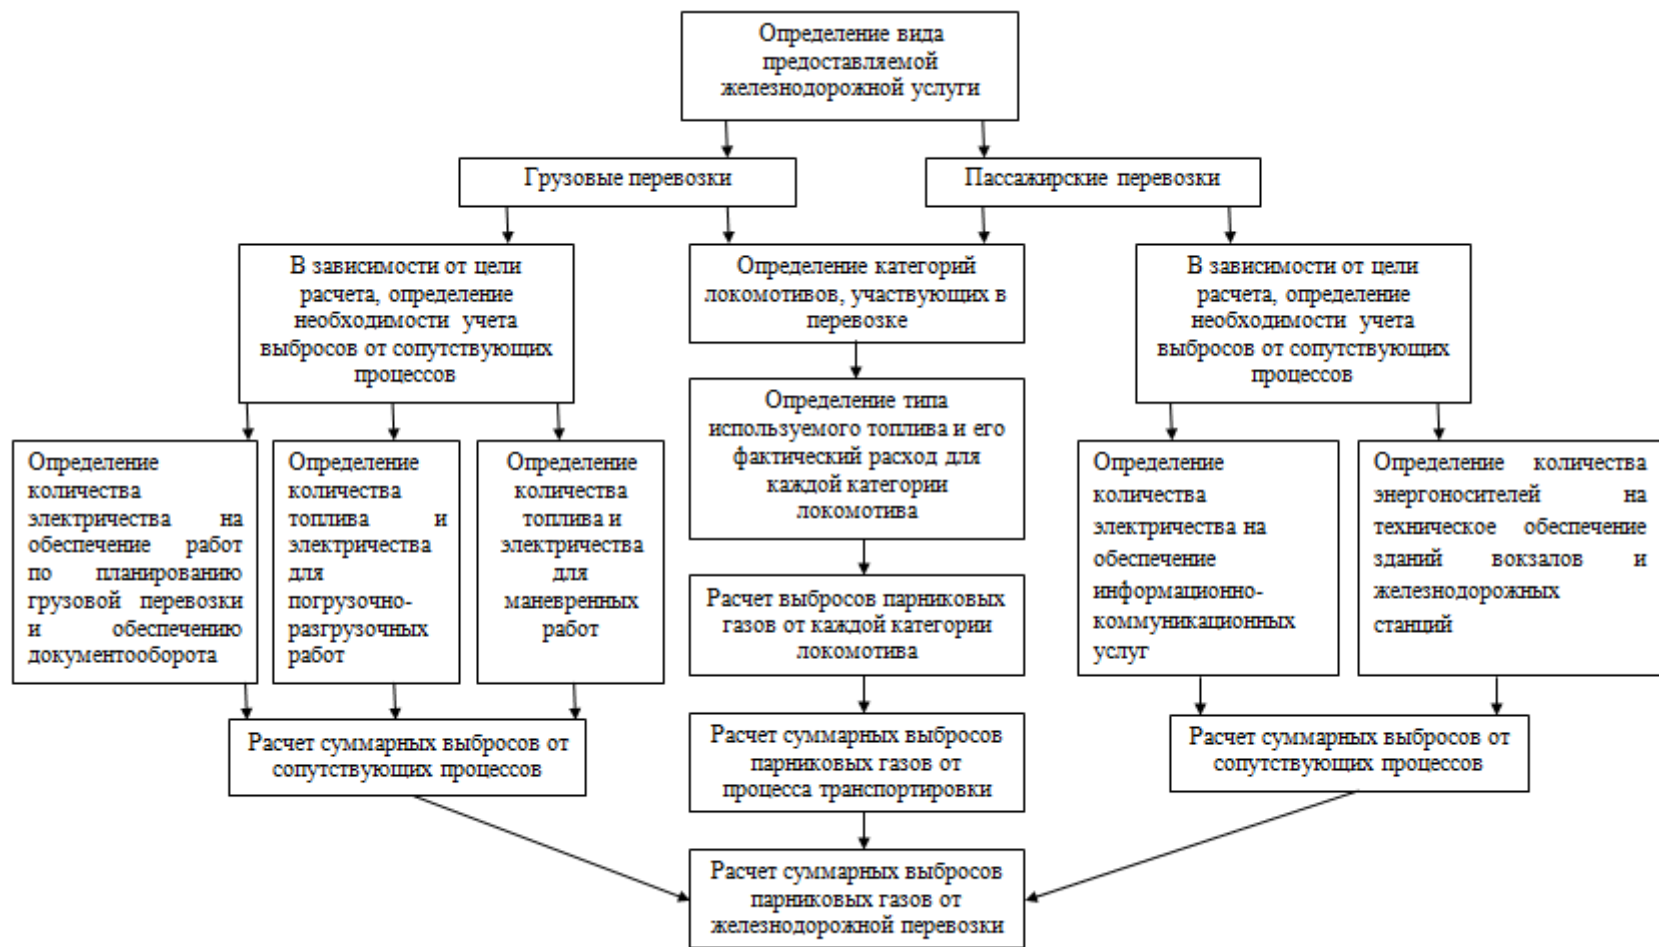 Определение вида
предоставляемой
железнодорожной услуги
Грузовые перевозки
Пассажирские перевозки
В зависимости от цели
расчета, определение
необходимости учета
выбросов от сопутствующих
процессов
Определение категорий
локомотивов, участвующих в
перевозке
В зависимости от цели
расчета, определение
необходимости учета
выбросов от сопутствующих
процессов
Определение типа
используемого топлива и его
фактический расход для
каждой категории
локомотива
Определение
количества
электричества на
обеспечение работ
по планированию
грузовой перевозки
и обеспечению
документооборота
Определение
количества
топлива и
электричества
для
погрузочно-
разгрузочных
работ
Определение
количества
топлива и
электричества
для
маневренных
работ
Определение
количества
электричества на
обеспечение
информационно-
коммуникационных
услуг
Определение количества
энергоносителей на
техническое обеспечение
зданий вокзалов и
железнодорожных
станций
Расчет выбросов парниковых
газов от каждой категории
локомотива
Расчет суммарных выбросов от
сопутствующих процессов
Расчет суммарных выбросов
парниковых газов от
процесса транспортировки
Расчет суммарных выбросов от
сопутствующих процессов
Расчет суммарных выбросов
парниковых газов от
железнодорожной перевозки